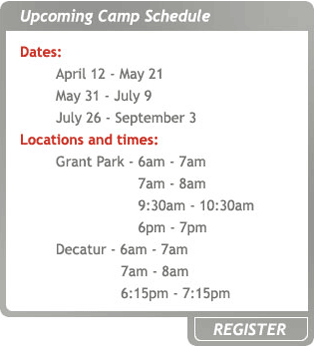 Upcoming Camp Schedule
Dates:
April 12 - May 21
May 31 - July 9
July 26 - September 3
Locations and times:
Grant Park - 6am - 7am
7am - 8am
9:30am - 10:30am
6pm - 7pm
Decatur - 6am - 7am
7am - 8am
6:15pm - 7:15pm
REGISTER